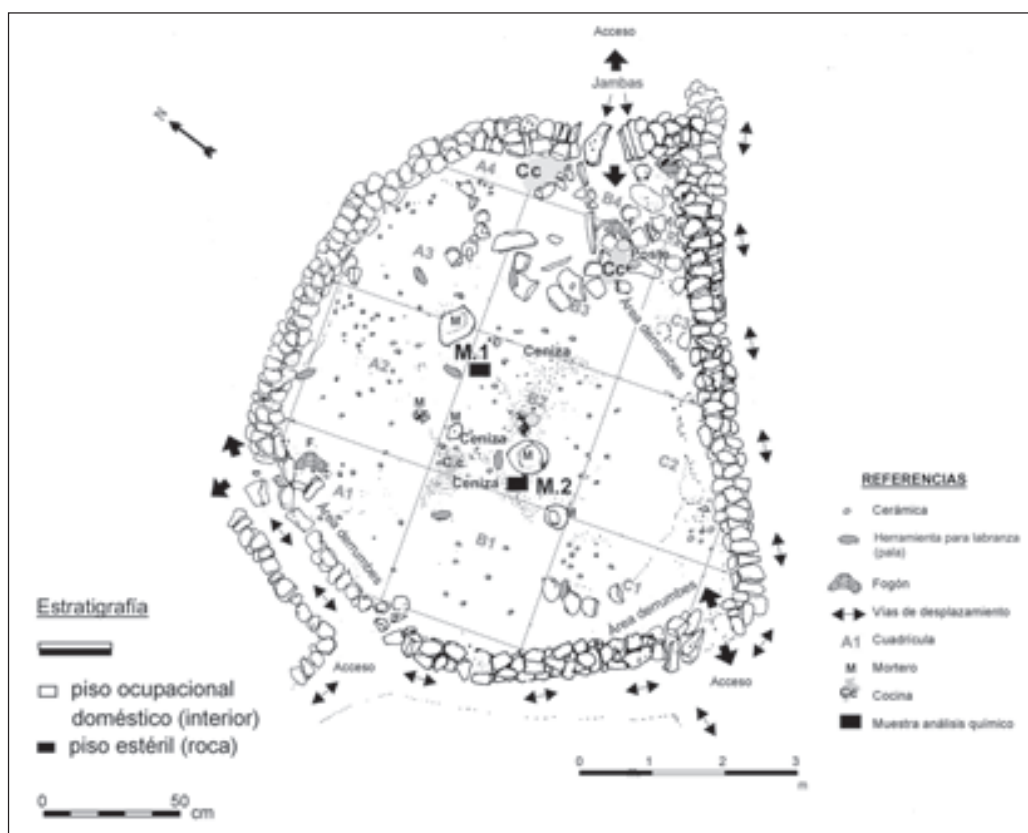 Acceso
Jambas
N
A4
Cc
B4
A3
Cc
B3
Área derrumbes
C3
M
M.1
Ceniza
A2
B2
M
M
Ceniza
M
C.c.
Ceniza
M.2
C2
F
A1
M
Área derrumbes
B1
C1
Área derrumbes
Acceso
Acceso
REFERENCIAS
Cerámica
Herramienta para labranza
(pala)
Fogón
Vías de desplazamiento
A1 Cuadrícula
M Mortero
Cc Cocina
Muestra análisis químico
Estratigrafía
piso ocupacional
doméstico (interior)
piso estéril (roca)
0 50
cm
0 1 2 3
m